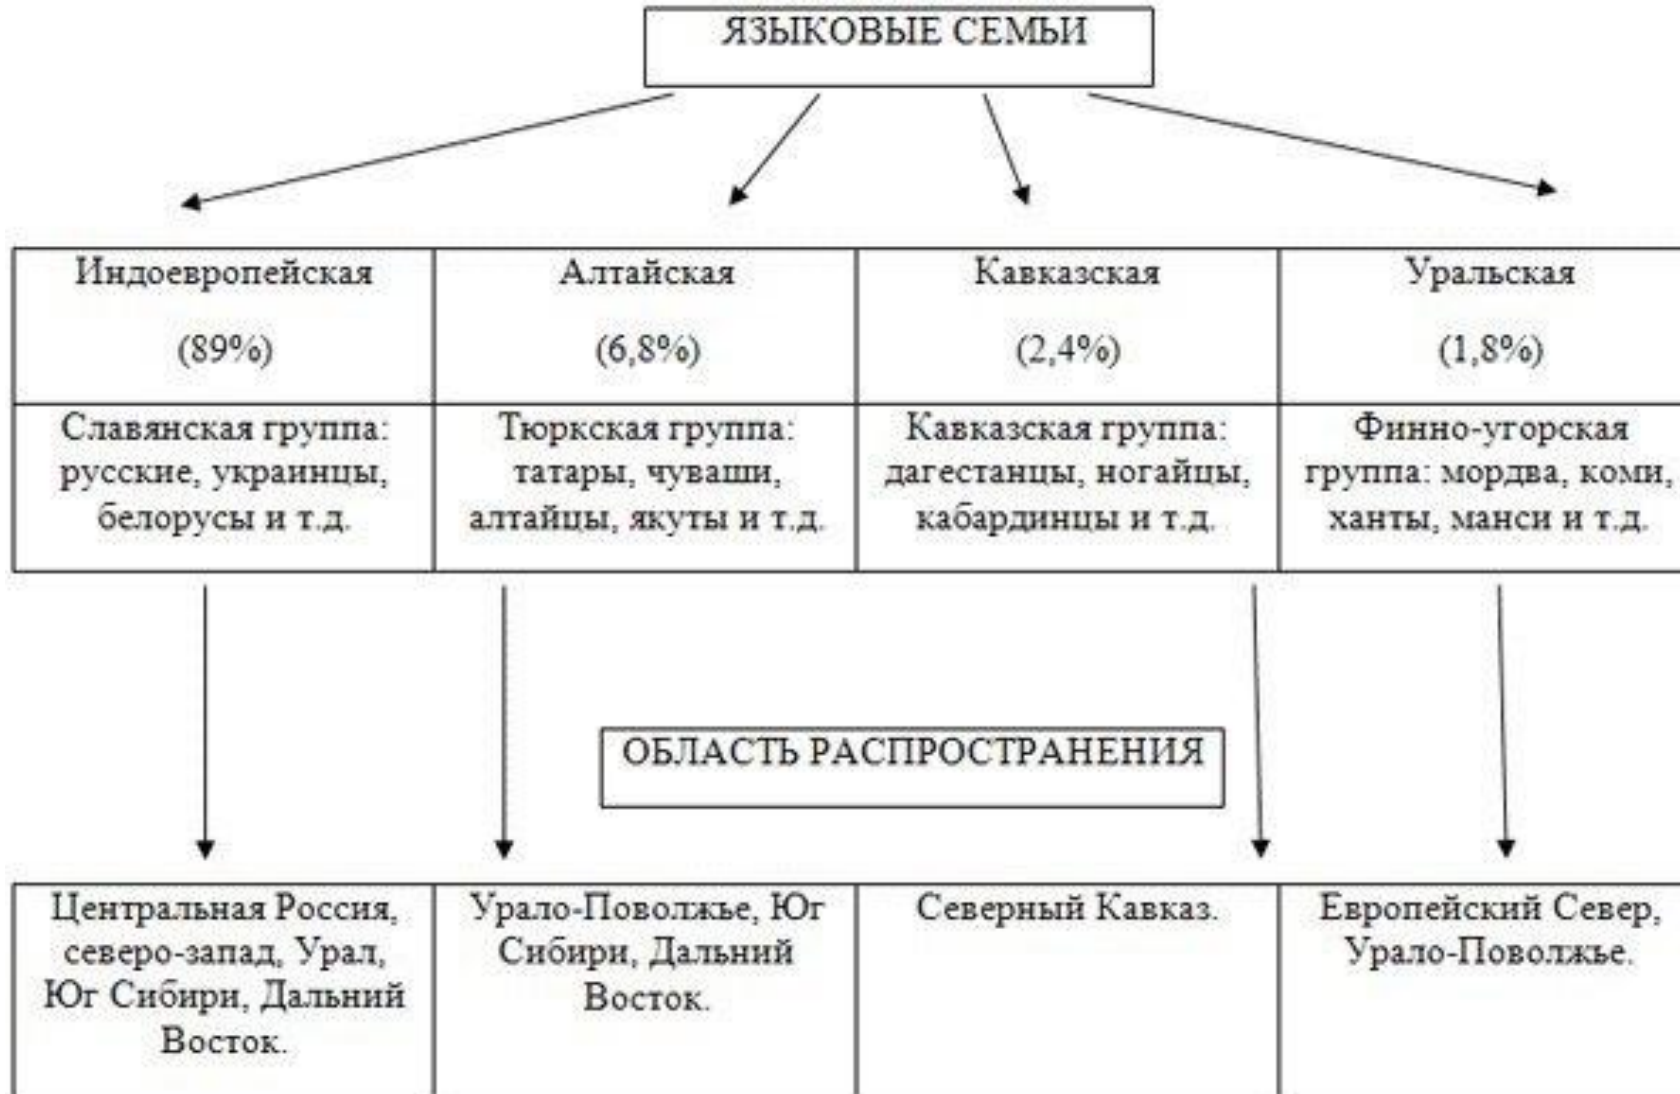 ЯЗЫКОВЫЕ СЕМЬИ
Индоевропейская
(89%)
Алтайская
(6,8%)
Кавказская
(2,4%)
Уральская
(1,8%)
Славянская группа:
русские, украинцы,
белорусы и т.д.
Тюркская группа:
татары, чуваши,
алтайцы, якуты и т.д.
Кавказская группа:
дагестанцы, ногайцы,
кабардинцы и т.д.
Финно-угорская
группа: мордва, коми,
ханты, манси и т.д.
ОБЛАСТЬ РАСПРОСТРАНЕНИЯ
Центральная Россия,
северо-запад, Урал,
Юг Сибири, Дальний
Восток.
Урало-Поволжье, Юг
Сибири, Дальний
Восток.
Северный Кавказ.
Европейский Север,
Урало-Поволжье.